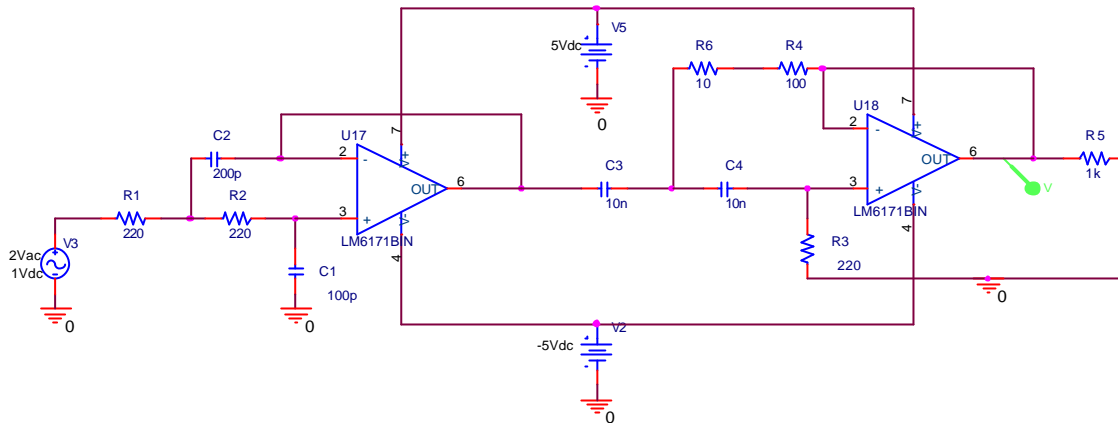 V5
5Vdc
0
R6
10
R4
100
U18
7
2
-
V+
OUT
6
3
+
V-
LM6171BIN
4
R5
1k
V
C2
200p
U17
7
2
-
V+
OUT
6
3
+
V-
LM6171BIN
4
C3
10n
C4
10n
R1
220
R2
220
V3
2Vac
1Vdc
0
C1
100p
0
R3
220
0
V2
-5Vdc
0